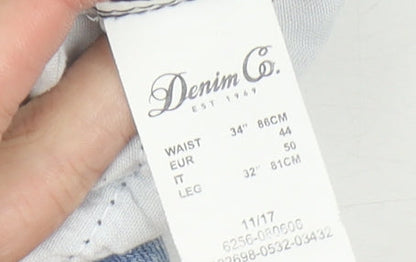 Denim Co.
EST 1969
WAIST 34" 86CM
EUR 44
IT 50
LEG 32" 81CM
11/17
6256-060606
02698-0532-03432